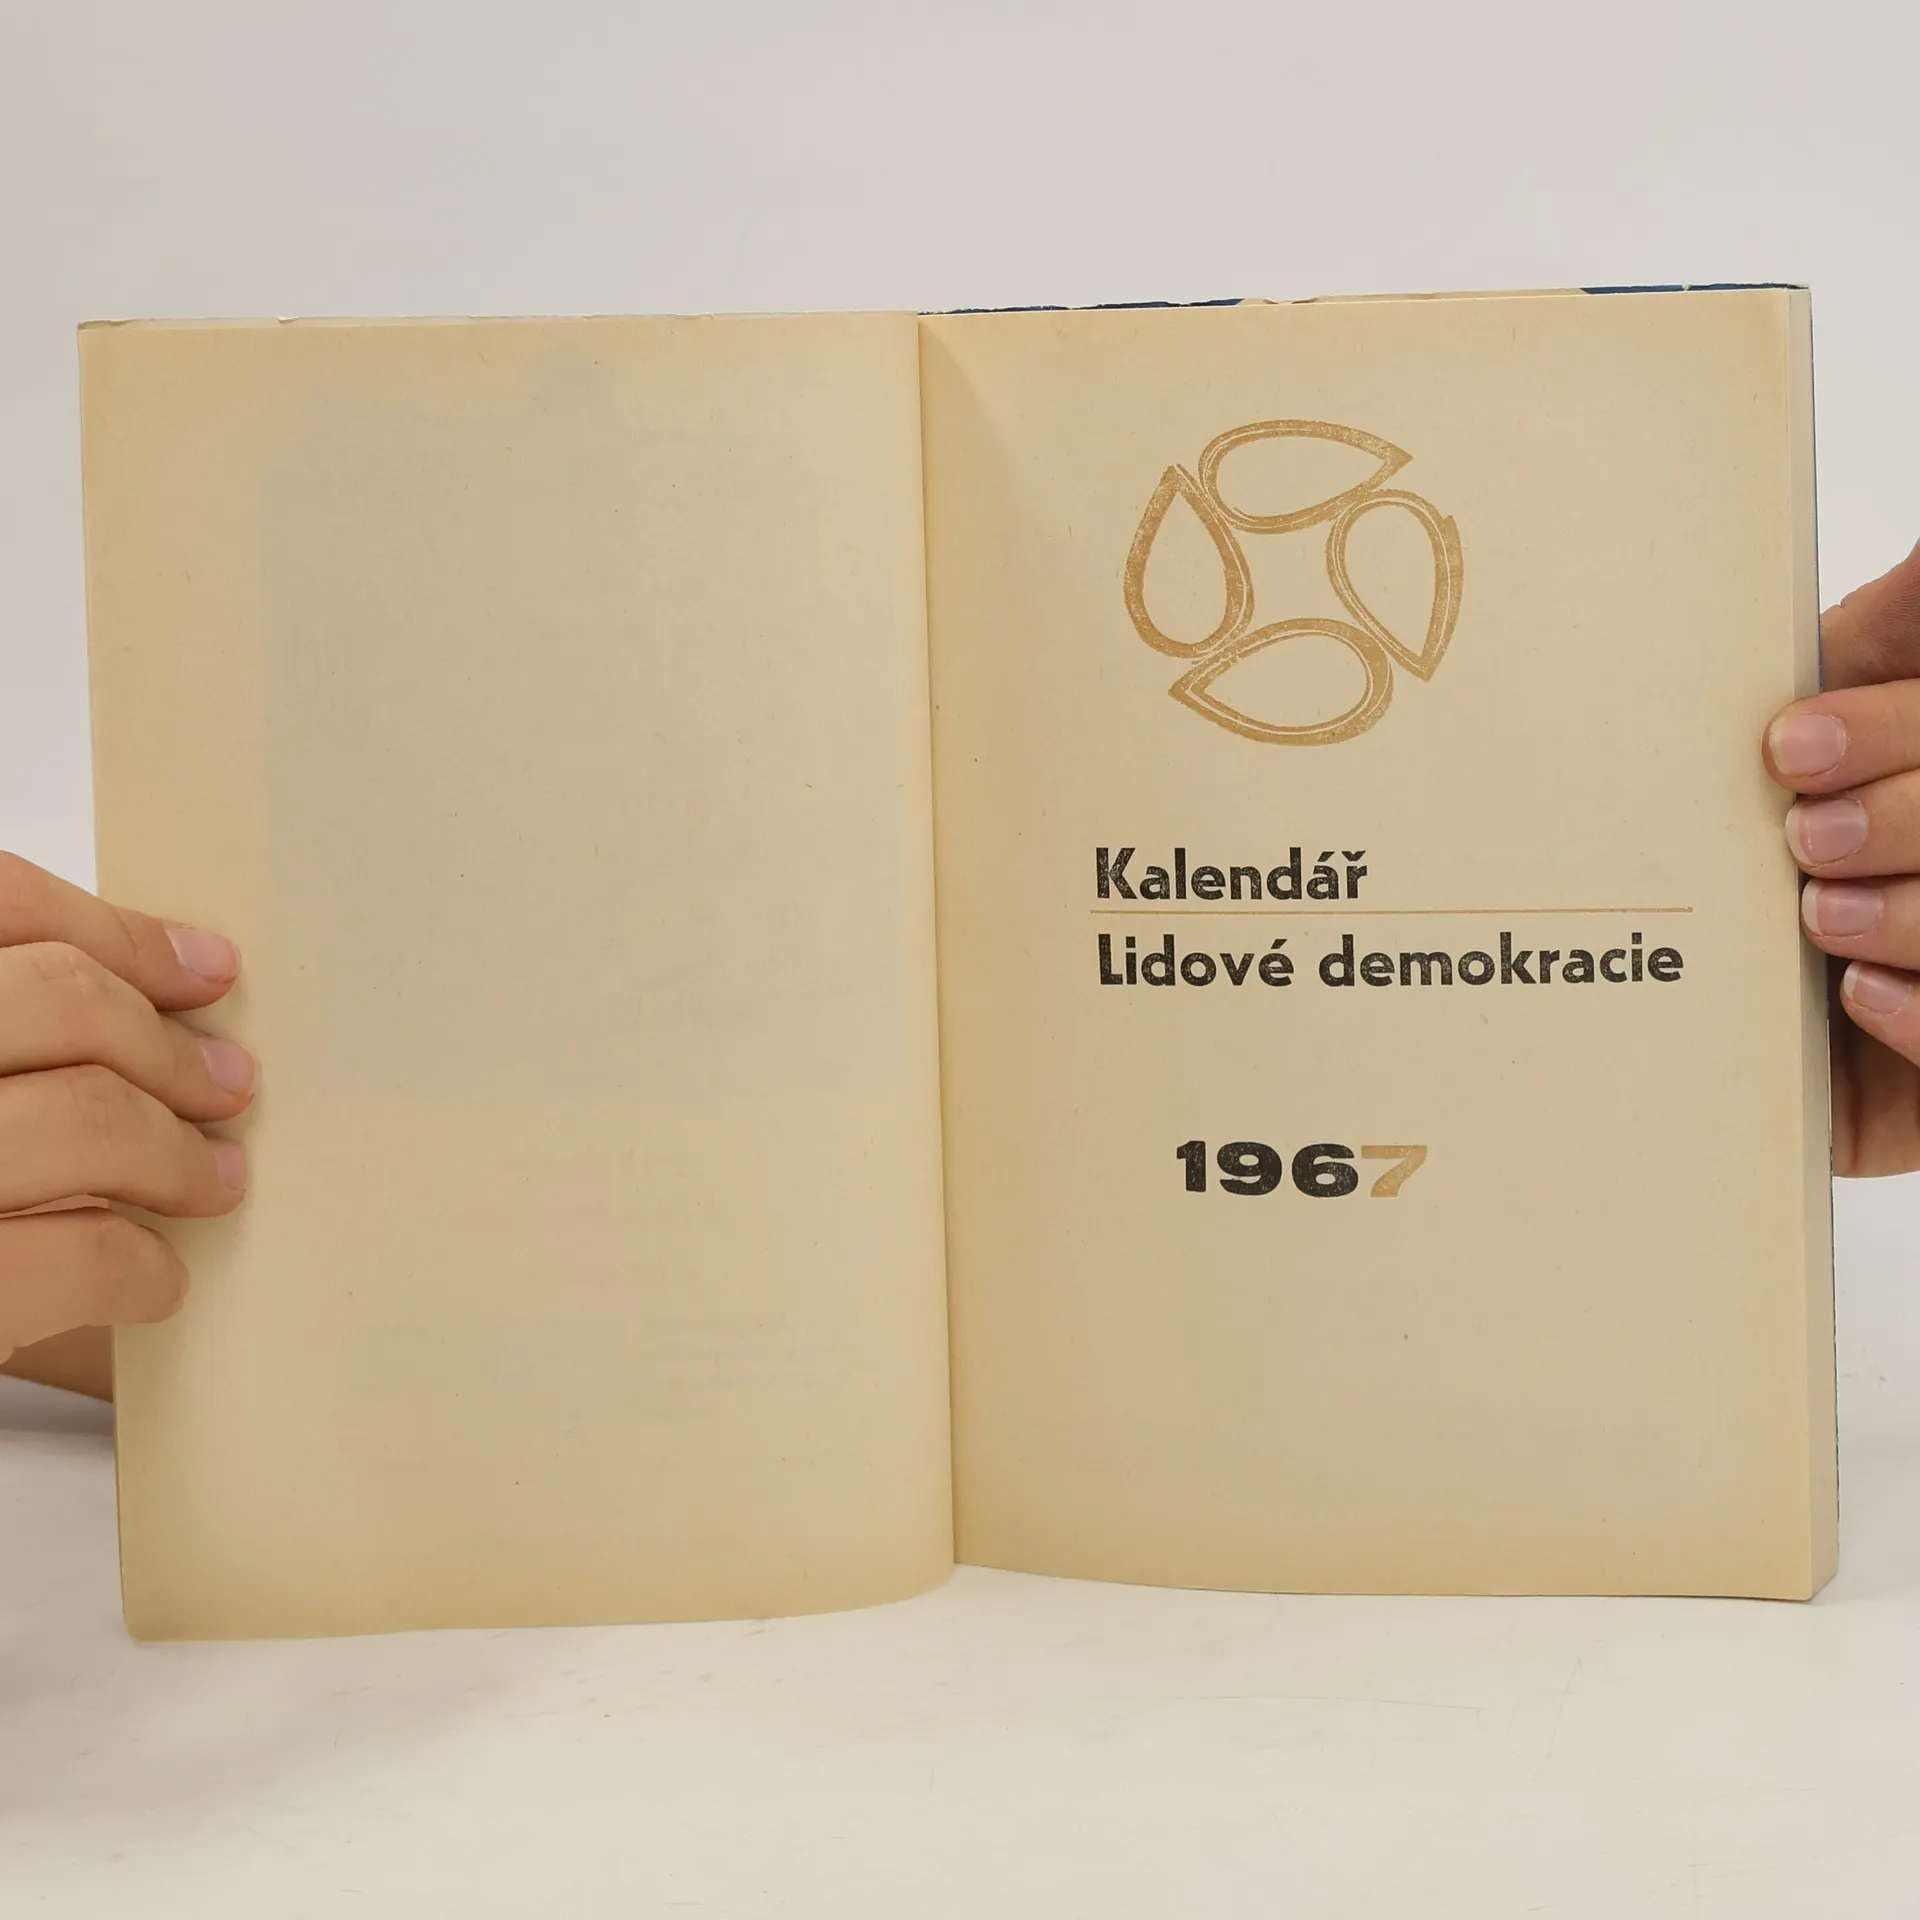 Kalendář
Lidové demokracie
1967